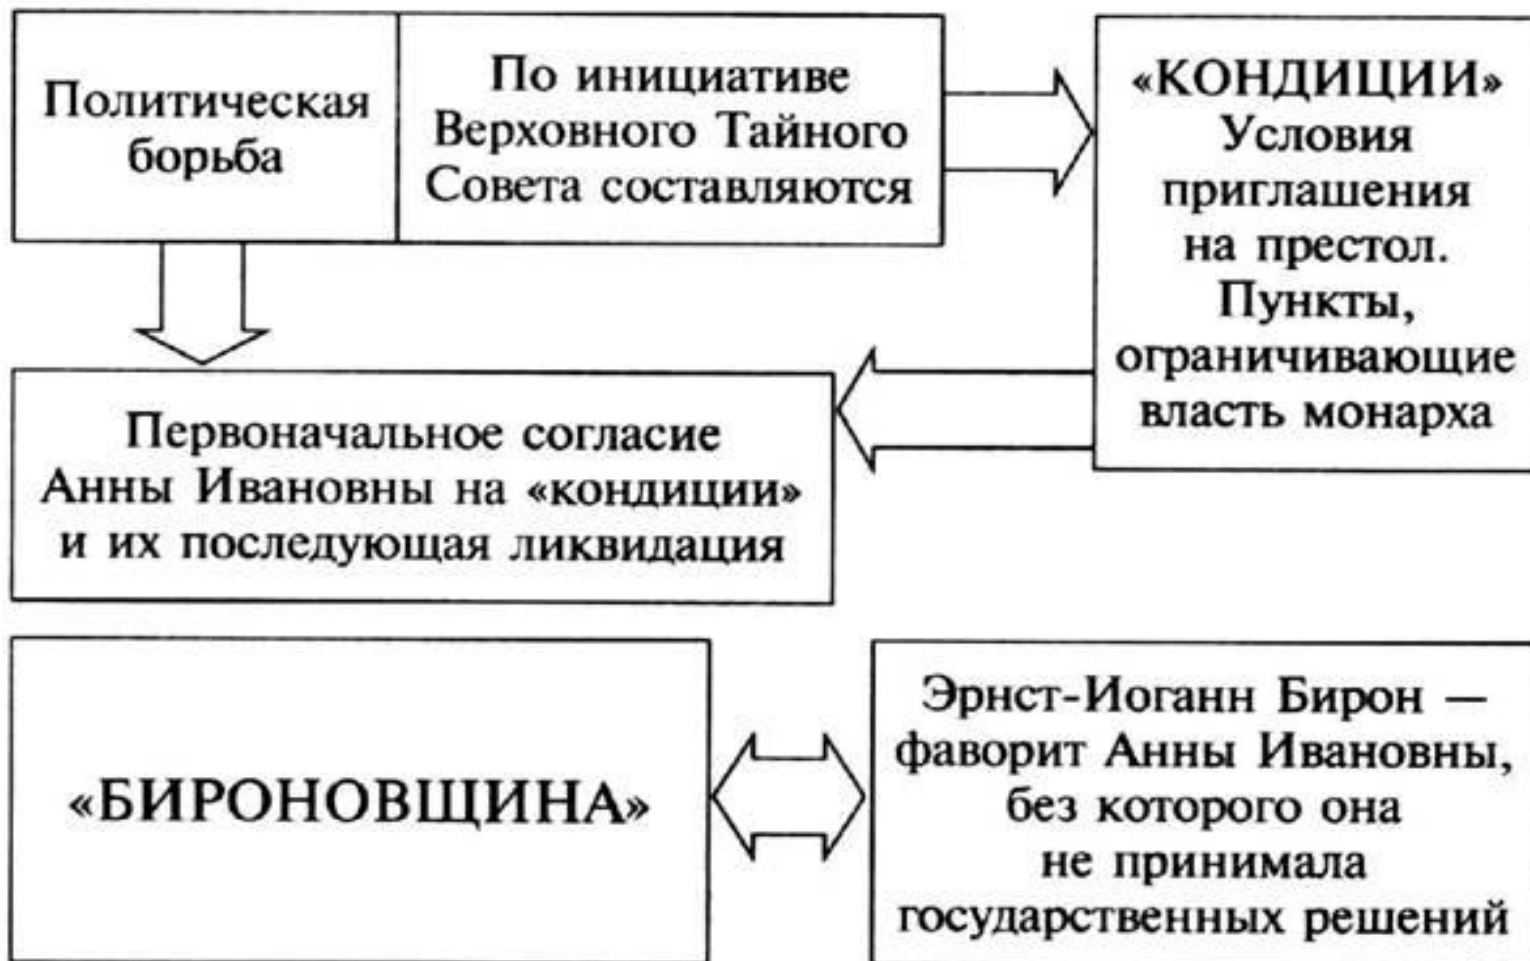 Политическая
борьба
По инициативе
Верховного Тайного
Совета составляются
«КОНДИЦИИ»
Условия
приглашения
на престол.
Пункты,
ограничивающие
власть монарха
Первоначальное согласие
Анны Ивановны на «кондиции»
и их последующая ликвидация
«БИРОНОВЩИНА»
Эрнст-Иоганн Бирон —
фаворит Анны Ивановны,
без которого она
не принимала
государственных решений